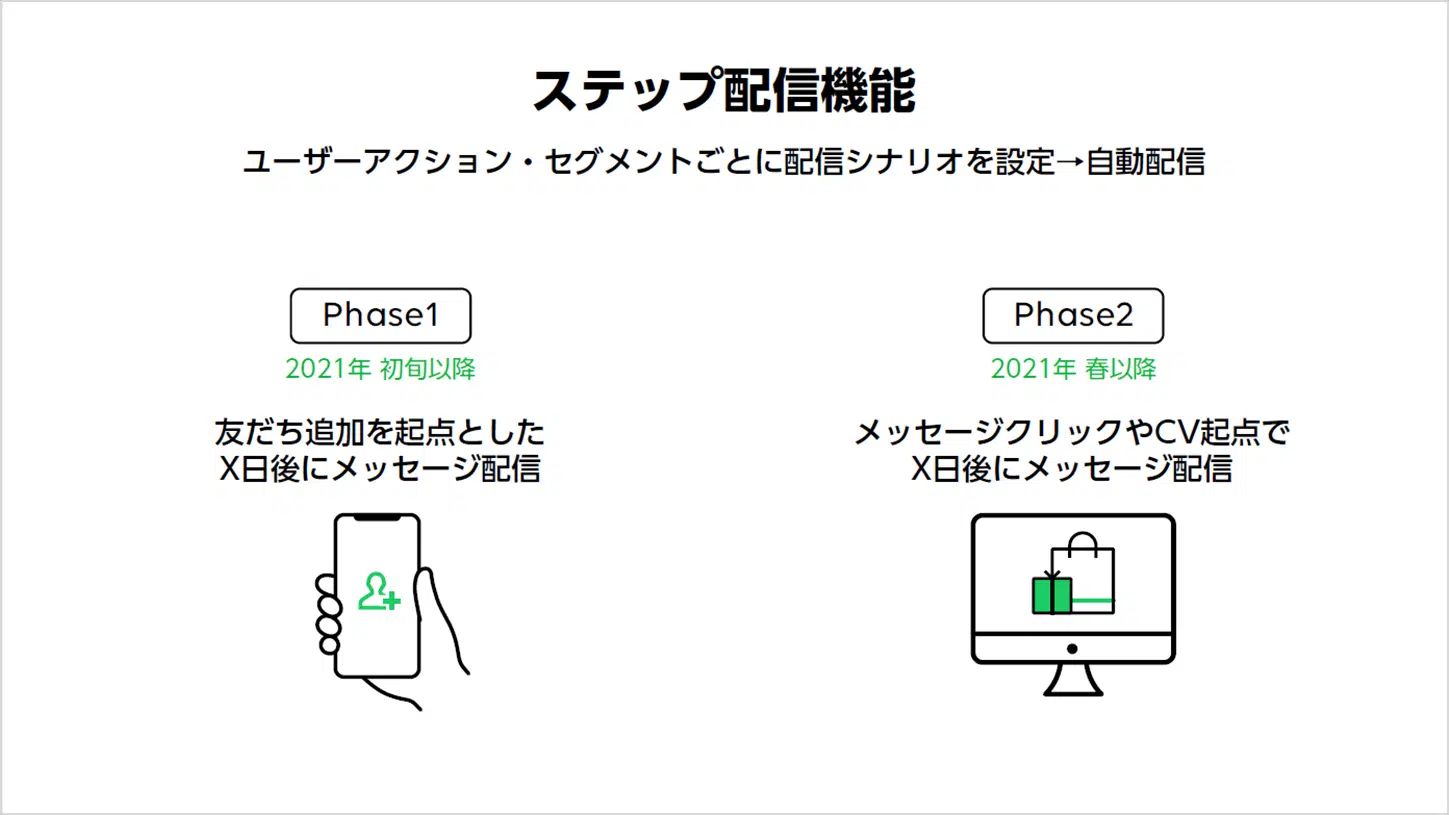 ステップ配信機能
ユーザーアクション・セグメントごとに配信シナリオを設定→自動配信
Phase1
2021年 初旬以降
友だち追加を起点とした
X日後にメッセージ配信
Phase2
2021年 春以降
メッセージクリックやCV起点で
X日後にメッセージ配信